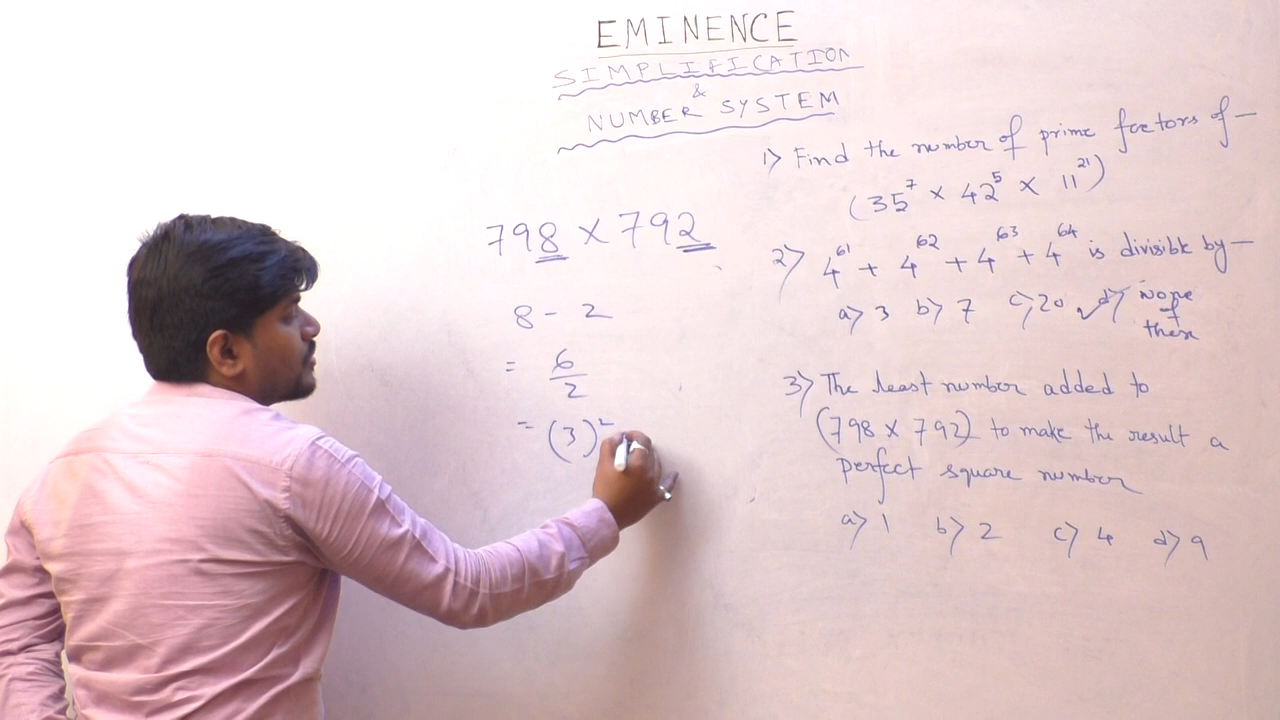 EMINENCE
SIMPLIFICATION
&
NUMBER SYSTEM
798 x 792
8 - 2
= 6/2
= (3)²
1) Find the number of prime factors of -
(35⁷ x 42⁵ x 11²¹)
2) 4⁶¹ + 4⁶² + 4⁶³ + 4⁶⁴ is divisible by -
a) 3 b) 7 c) 20 ✓ d) None
of
these
3) The least number added to
(798 x 792) to make the result a
perfect square number
a) 1 b) 2 c) 4 d) 9